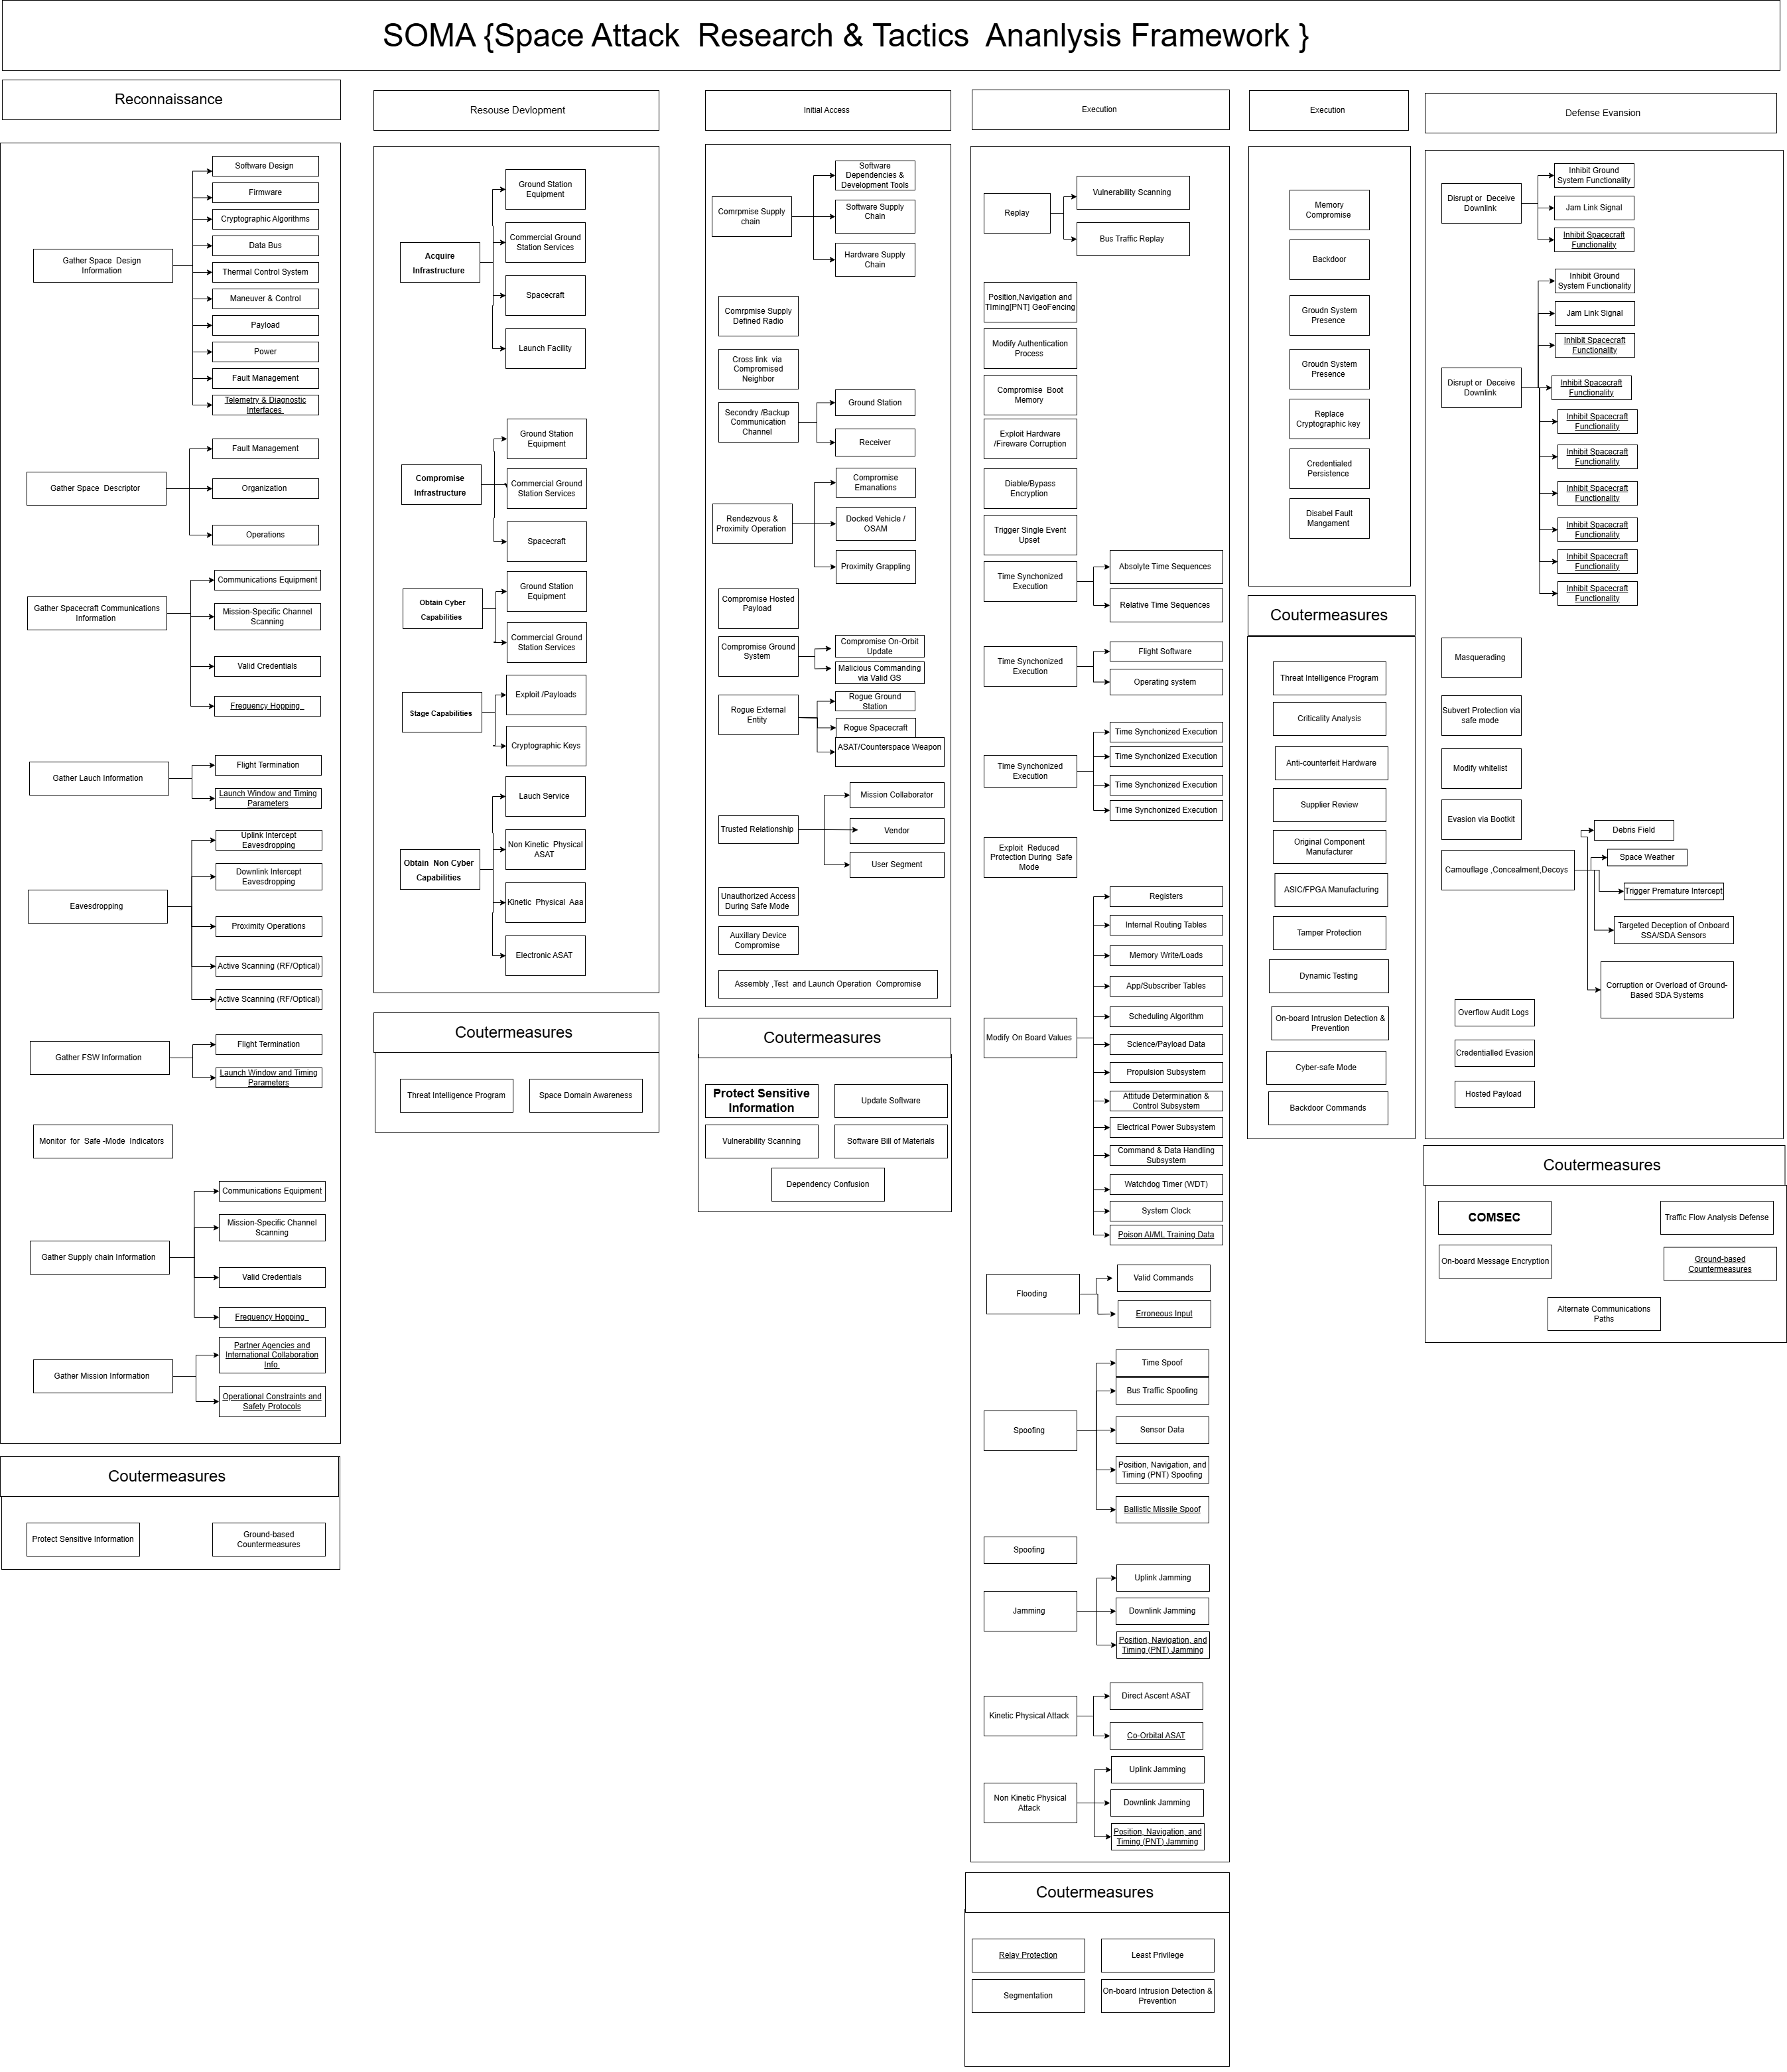 SOMA {Space Attack  Research & Tactics  Ananlysis Framework }
Reconnaissance
Software Design
Firmware
Cryptographic Algorithms
Data Bus
Gather Space  Design
Information
Thermal Control System
Maneuver & Control
Payload
Power
Fault Management
Telemetry & Diagnostic
Interfaces
Fault Management
Gather Space  Descriptor
Organization
Operations
Communications Equipment
Gather Spacecraft Communications
Information
Mission-Specific Channel
Scanning
Valid Credentials
Frequency Hopping
Flight Termination
Gather Lauch Information
Launch Window and Timing
Parameters
Uplink Intercept
Eavesdropping
Downlink Intercept
Eavesdropping
Eavesdropping
Proximity Operations
Active Scanning (RF/Optical)
Active Scanning (RF/Optical)
Flight Termination
Gather FSW Information
Launch Window and Timing
Parameters
Monitor  for  Safe -Mode  Indicators
Communications Equipment
Mission-Specific Channel
Scanning
Gather Supply chain Information
Valid Credentials
Frequency Hopping
Partner Agencies and
International Collaboration
Info
Gather Mission Information
Operational Constraints and
Safety Protocols
Coutermeasures
Protect Sensitive Information
Ground-based
Countermeasures
Resouse Devlopment
Ground Station
Equipment
Commercial Ground
Station Services
Acquire
Infrastructure
Spacecraft
Launch Facility
Ground Station
Equipment
Compromise
Infrastructure
Commercial Ground
Station Services
Spacecraft
Ground Station
Equipment
Obtain Cyber
Capabilities
Commercial Ground
Station Services
Exploit /Payloads
Stage Capabilities
Cryptographic Keys
Lauch Service
Non Kinetic  Physical
ASAT
Obtain  Non Cyber
Capabilities
Kinetic  Physical  Aaa
Electronic ASAT
Coutermeasures
Threat Intelligence Program
Space Domain Awareness
Initial Access
Software
Dependencies &
Development Tools
Comrpmise Supply
chain
Software Supply
Chain
Hardware Supply
Chain
Comrpmise Supply
Defined Radio
Cross link  via
Compromised
Neighbor
Secondry /Backup
Communication
Channel
Ground Station
Receiver
Compromise
Emanations
Rendezvous &
Proximity Operation
Docked Vehicle /
OSAM
Proximity Grappling
Compromise Hosted
Payload
Compromise Ground
System
Compromise On-Orbit
Update
Malicious Commanding
via Valid GS
Rogue External
Entity
Rogue Ground
Station
Rogue Spacecraft
ASAT/Counterspace Weapon
Mission Collaborator
Trusted Relationship
Vendor
User Segment
Unauthorized Access
During Safe Mode
Auxillary Device
Compromise
Assembly ,Test  and Launch Operation  Compromise
Coutermeasures
Protect Sensitive
Information
Update Software
Vulnerability Scanning
Software Bill of Materials
Dependency Confusion
Execution
Vulnerability Scanning
Replay
Bus Traffic Replay
Position,Navigation and
TIming[PNT] GeoFencing
Modify Authentication
Process
Compromise  Boot
Memory
Exploit Hardware
/Fireware Corruption
Diable/Bypass
Encryption
Trigger Single Event
Upset
Time Synchonized
Execution
Absolyte Time Sequences
Relative Time Sequences
Time Synchonized
Execution
Flight Software
Operating system
Time Synchonized
Execution
Time Synchonized Execution
Time Synchonized Execution
Time Synchonized Execution
Time Synchonized Execution
Exploit  Reduced
Protection During  Safe
Mode
Registers
Internal Routing Tables
Memory Write/Loads
App/Subscriber Tables
Scheduling Algorithm
Modify On Board Values
Science/Payload Data
Propulsion Subsystem
Attitude Determination &
Control Subsystem
Electrical Power Subsystem
Command & Data Handling
Subsystem
Watchdog Timer (WDT)
System Clock
Poison AI/ML Training Data
Valid Commands
Flooding
Erroneous Input
Time Spoof
Bus Traffic Spoofing
Spoofing
Sensor Data
Position, Navigation, and
Timing (PNT) Spoofing
Ballistic Missile Spoof
Spoofing
Uplink Jamming
Jamming
Downlink Jamming
Position, Navigation, and
Timing (PNT) Jamming
Direct Ascent ASAT
Kinetic Physical Attack
Co-Orbital ASAT
Uplink Jamming
Non Kinetic Physical
Attack
Downlink Jamming
Position, Navigation, and
Timing (PNT) Jamming
Coutermeasures
Relay Protection
Least Privilege
Segmentation
On-board Intrusion Detection &
Prevention
Execution
Memory
Compromise
Backdoor
Groudn System
Presence
Groudn System
Presence
Replace
Cryptographic key
Credentialed
Persistence
Disabel Fault
Mangament
Coutermeasures
Threat Intelligence Program
Criticality Analysis
Anti-counterfeit Hardware
Supplier Review
Original Component
Manufacturer
ASIC/FPGA Manufacturing
Tamper Protection
Dynamic Testing
On-board Intrusion Detection &
Prevention
Cyber-safe Mode
Backdoor Commands
Defense Evansion
Inhibit Ground
System Functionality
Disrupt or  Deceive
Downlink
Jam Link Signal
Inhibit Spacecraft
Functionality
Inhibit Ground
System Functionality
Jam Link Signal
Inhibit Spacecraft
Functionality
Disrupt or  Deceive
Downlink
Inhibit Spacecraft
Functionality
Inhibit Spacecraft
Functionality
Inhibit Spacecraft
Functionality
Inhibit Spacecraft
Functionality
Inhibit Spacecraft
Functionality
Inhibit Spacecraft
Functionality
Inhibit Spacecraft
Functionality
Masquerading
Subvert Protection via
safe mode
Modify whitelist
Evasion via Bootkit
Debris Field
Space Weather
Camouflage ,Concealment,Decoys
Trigger Premature Intercept
Targeted Deception of Onboard
SSA/SDA Sensors
Corruption or Overload of Ground-
Based SDA Systems
Overflow Audit Logs
Credentialled Evasion
Hosted Payload
Coutermeasures
COMSEC
Traffic Flow Analysis Defense
On-board Message Encryption
Ground-based
Countermeasures
Alternate Communications
Paths